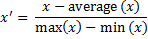 x′ = (x − average (x)) / (max(x) − min (x))